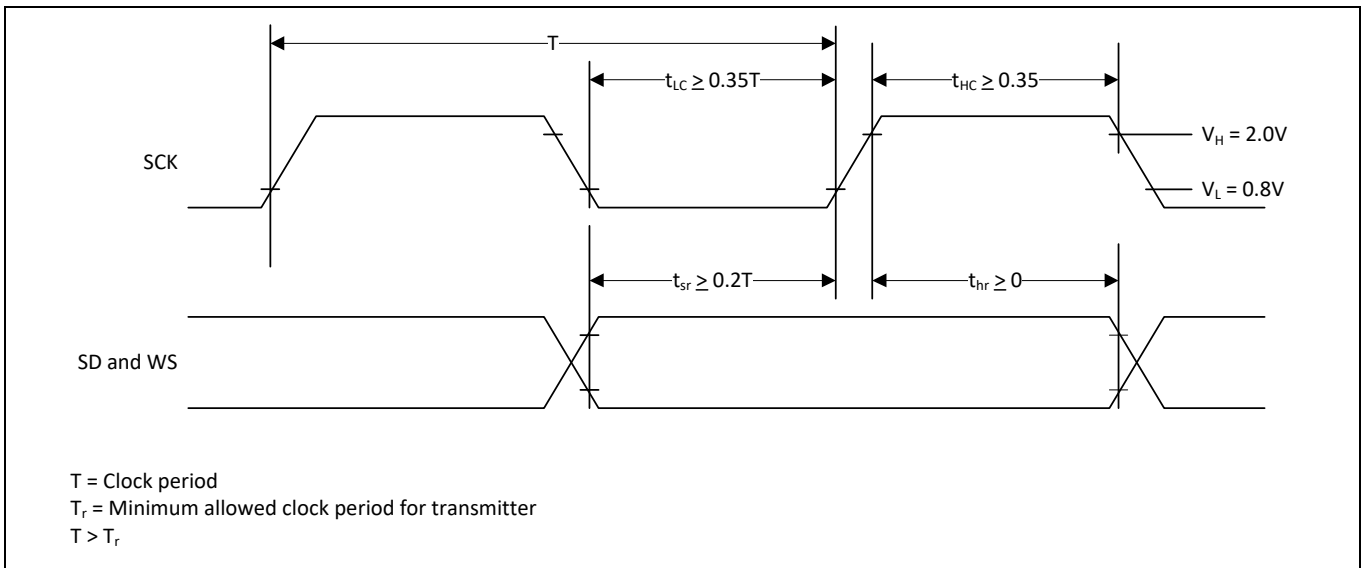 T
t_LC ≥ 0.35T
t_HC ≥ 0.35
SCK
V_H = 2.0V
V_L = 0.8V
t_sr ≥ 0.2T
t_hr ≥ 0
SD and WS
T = Clock period
T_r = Minimum allowed clock period for transmitter
T > T_r